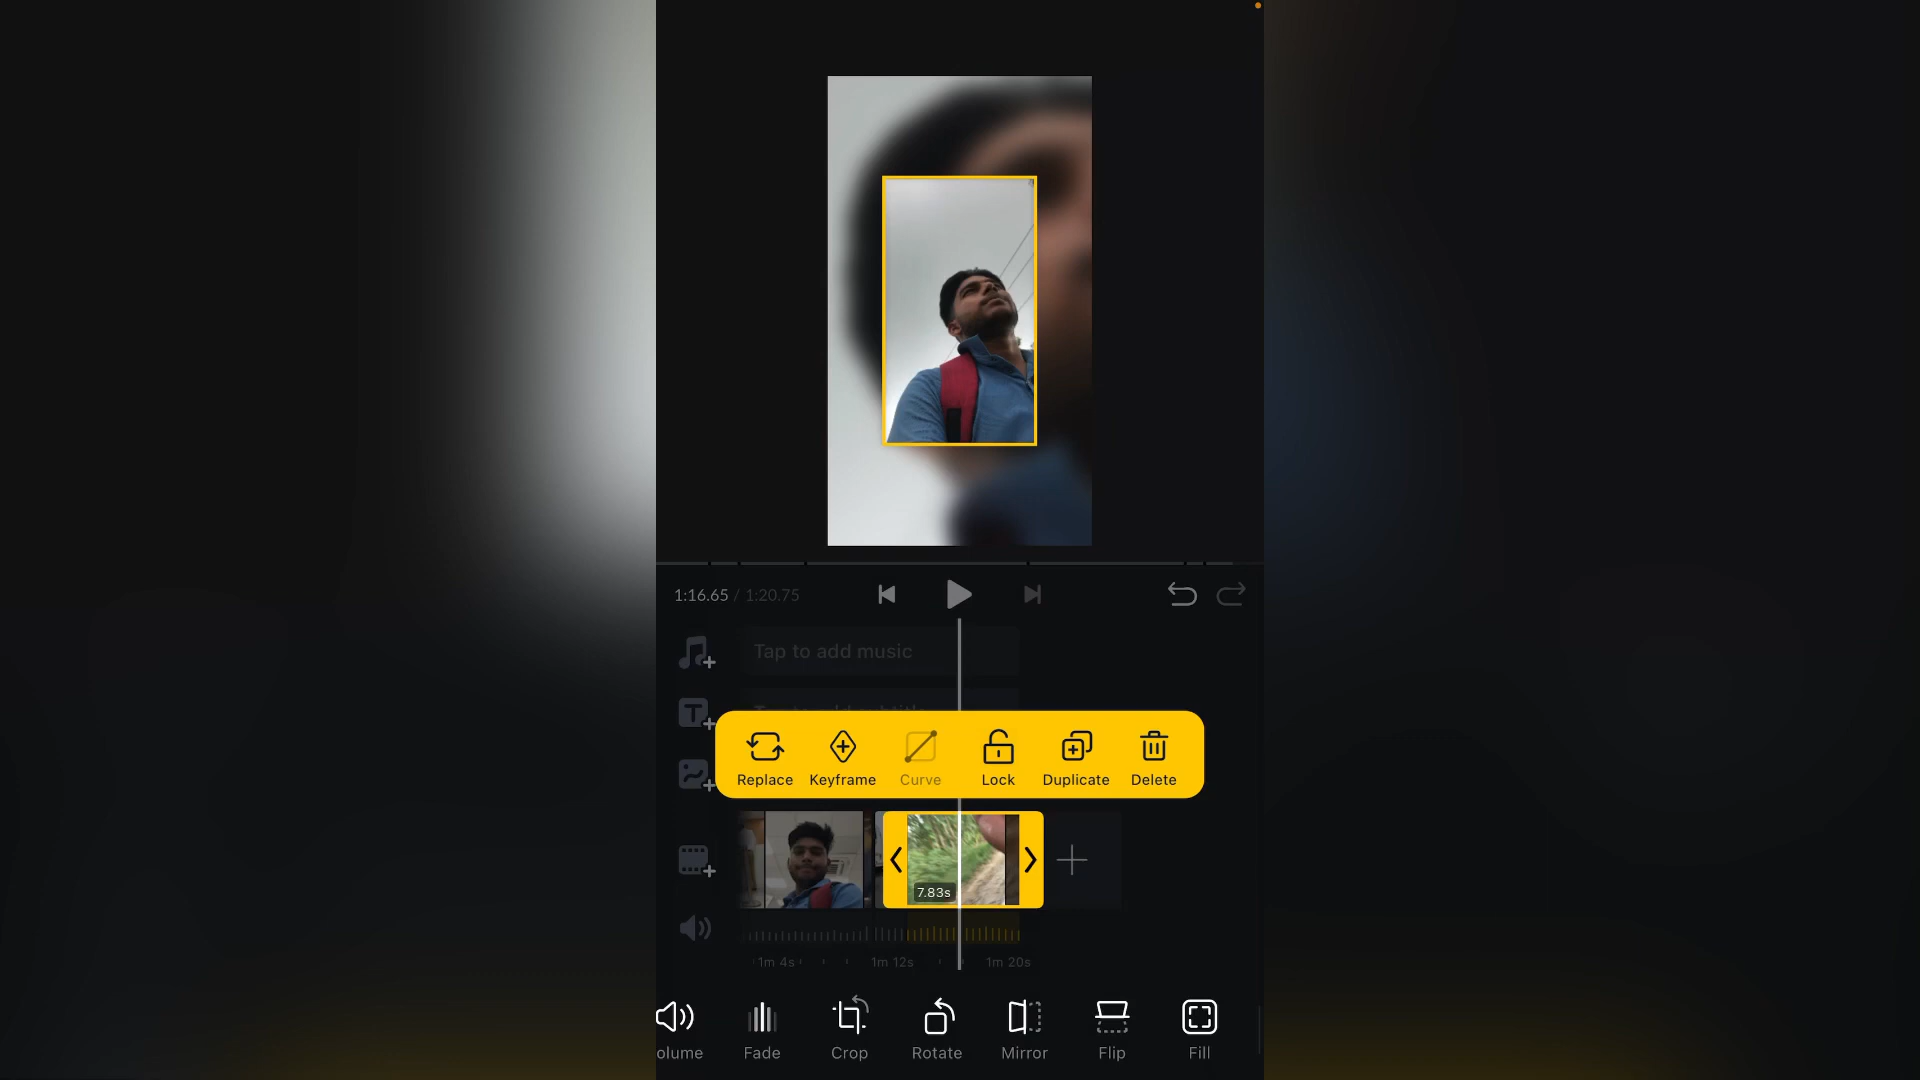 1:16.65 / 1:20.75
Tap to add music
Replace Keyframe Curve Lock Duplicate Delete
7.83s
1m 4s 1m 12s 1m 20s
olume Fade Crop Rotate Mirror Flip Fill